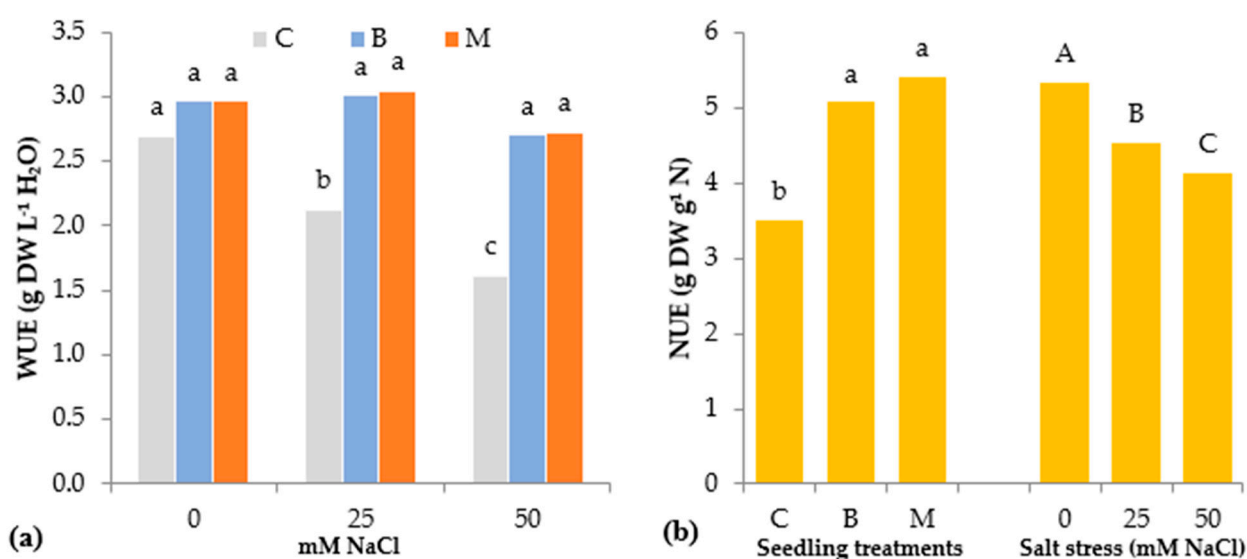 C B M
WUE (g DW L⁻¹ H₂O)
3.5
3.0
2.5
2.0
1.5
1.0
0.5
0.0
a a a
b a a
c a a
0 25 50
mM NaCl
(a)
NUE (g DW g¹ N)
6
5
4
3
2
1
0
b a a A B C
C B M 0 25 50
Seedling treatments Salt stress (mM NaCl)
(b)